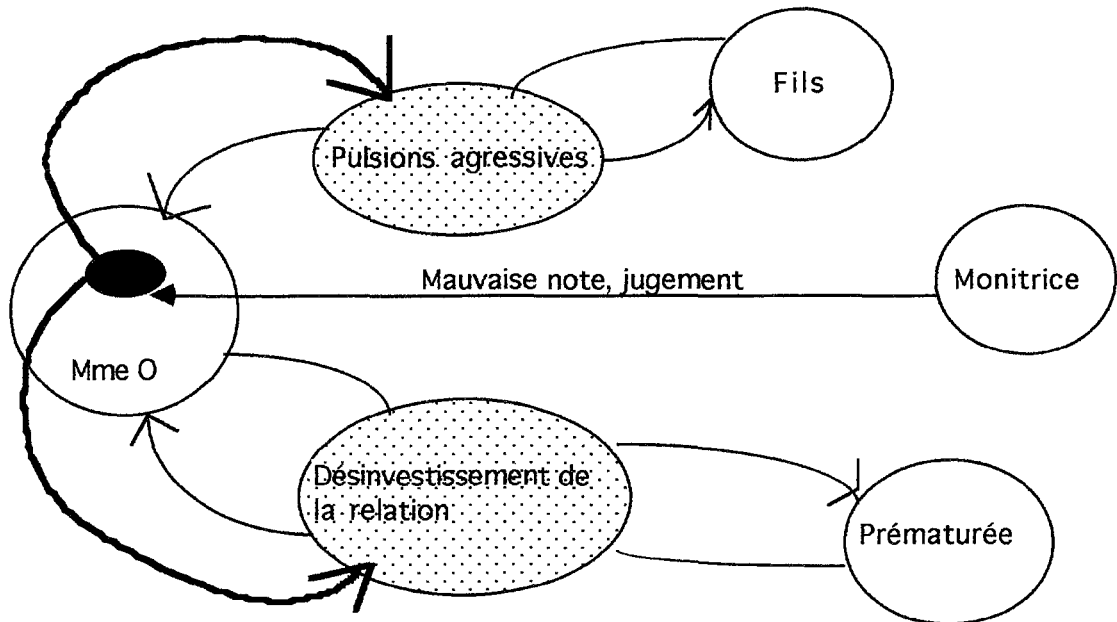 Fils
Pulsions agressives
Mauvaise note, jugement
Monitrice
Mme O
Désinvestissement de
la relation
Prématurée